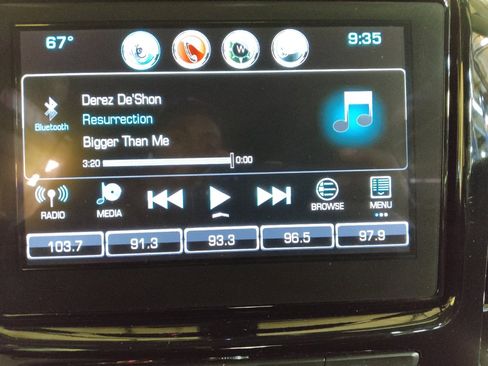 67°
9:35
Derez De'Shon
Resurrection
Bluetooth
Bigger Than Me
3:20 0:00
RADIO MEDIA BROWSE MENU
103.7 91.3 93.3 96.5 97.9